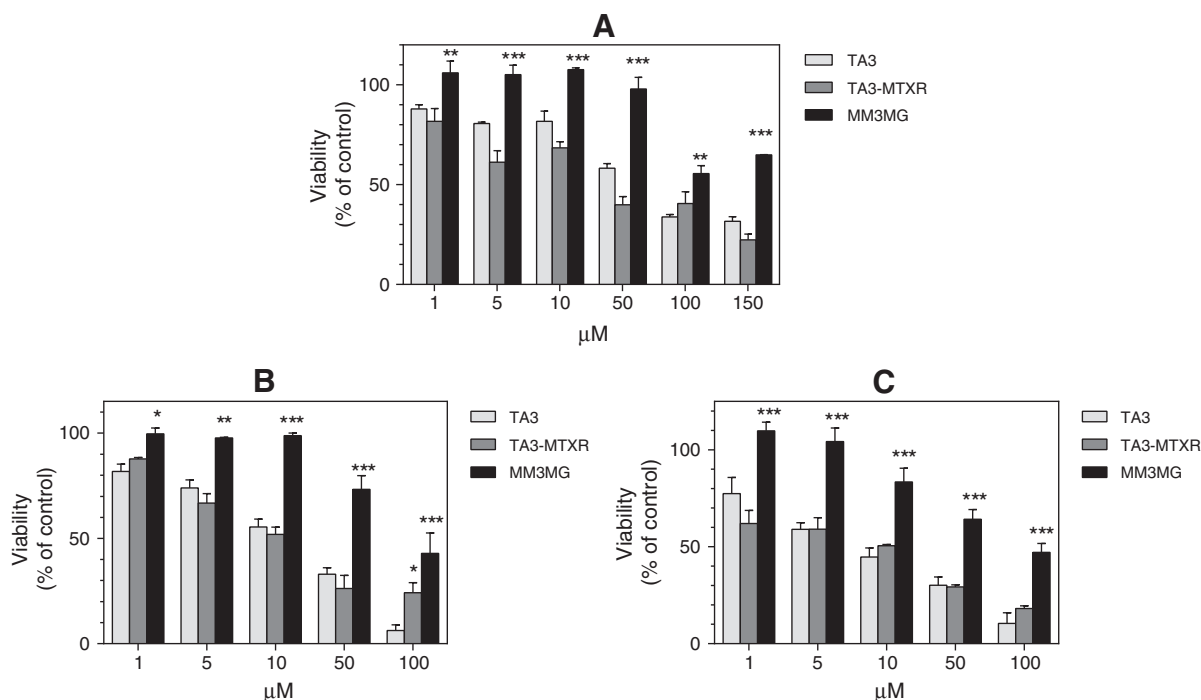 A
** *** *** *** ** ***
TA3
TA3-MTXR
MM3MG
Viability
(% of control)
100
50
0
1 5 10 50 100 150
μM
B
* ** *** *** * ***
TA3
TA3-MTXR
MM3MG
Viability
(% of control)
100
50
0
1 5 10 50 100
μM
C
*** *** *** *** ***
TA3
TA3-MTXR
MM3MG
Viability
(% of control)
100
50
0
1 5 10 50 100
μM